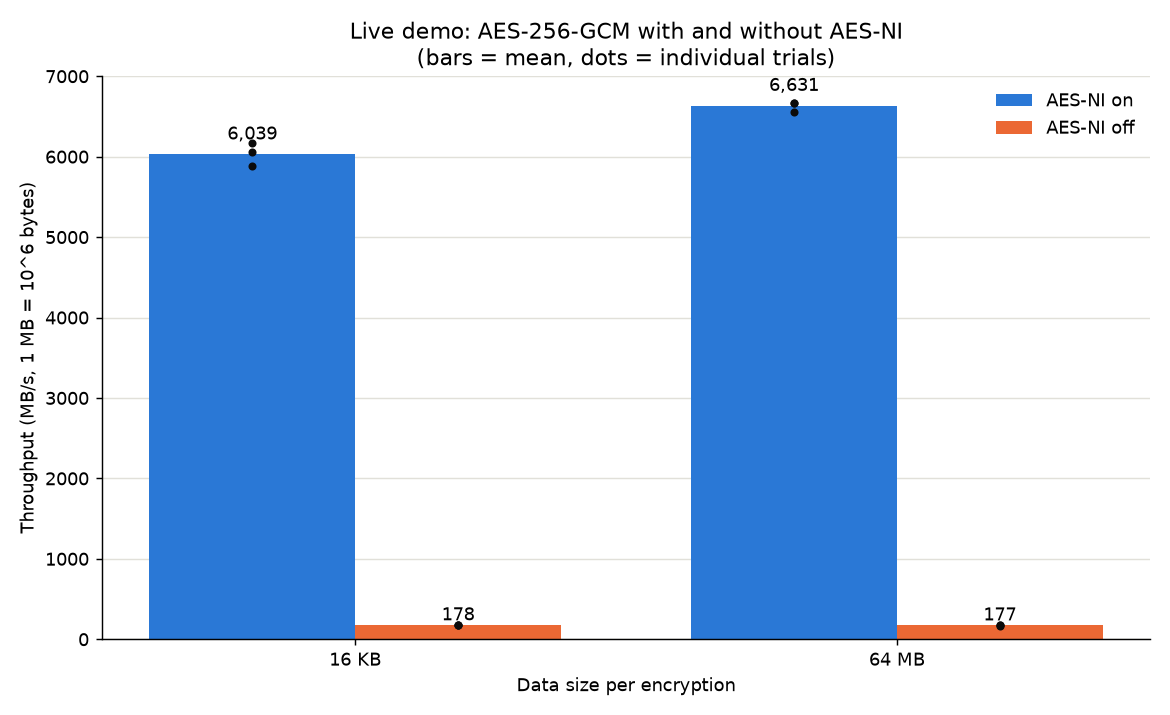 Live demo: AES-256-GCM with and without AES-NI
(bars = mean, dots = individual trials)
Throughput (MB/s, 1 MB = 10^6 bytes)
7000
6000
5000
4000
3000
2000
1000
0
6,039
178
6,631
177
AES-NI on
AES-NI off
16 KB
64 MB
Data size per encryption